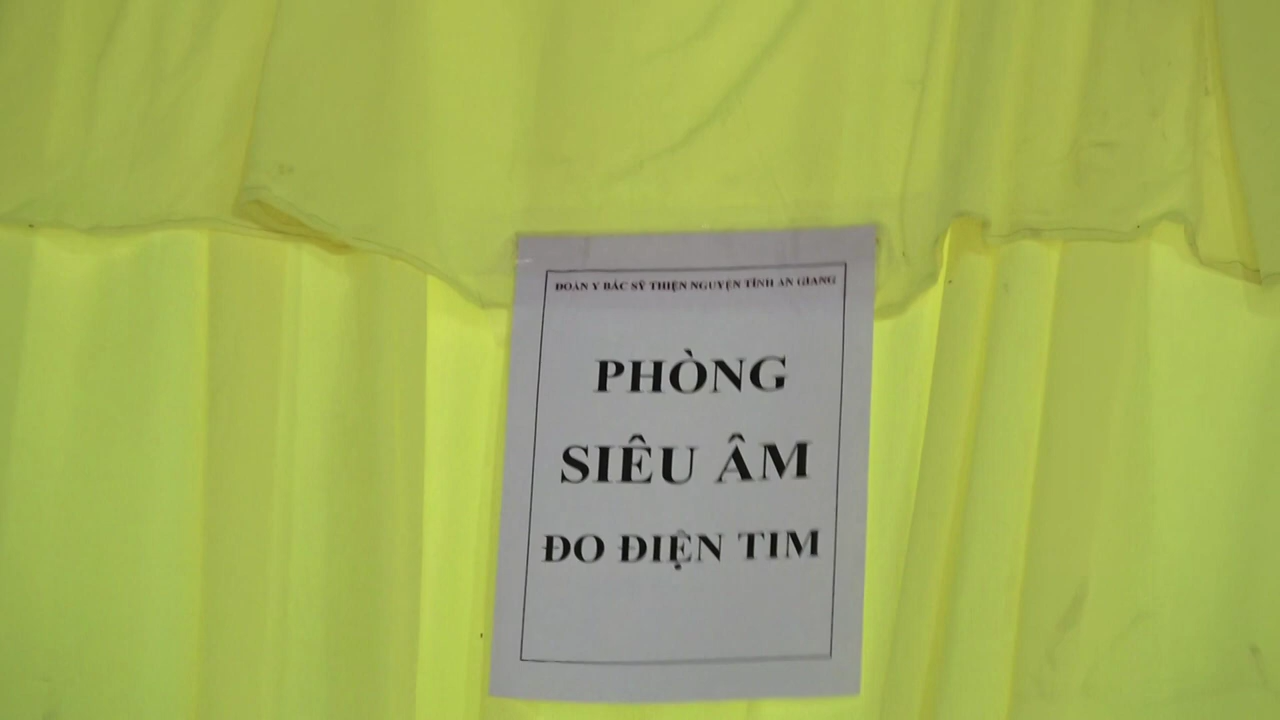 ĐOÀN Y BÁC SỸ THIỆN NGUYỆN TỈNH AN GIANG
PHÒNG
SIÊU ÂM
ĐO ĐIỆN TIM